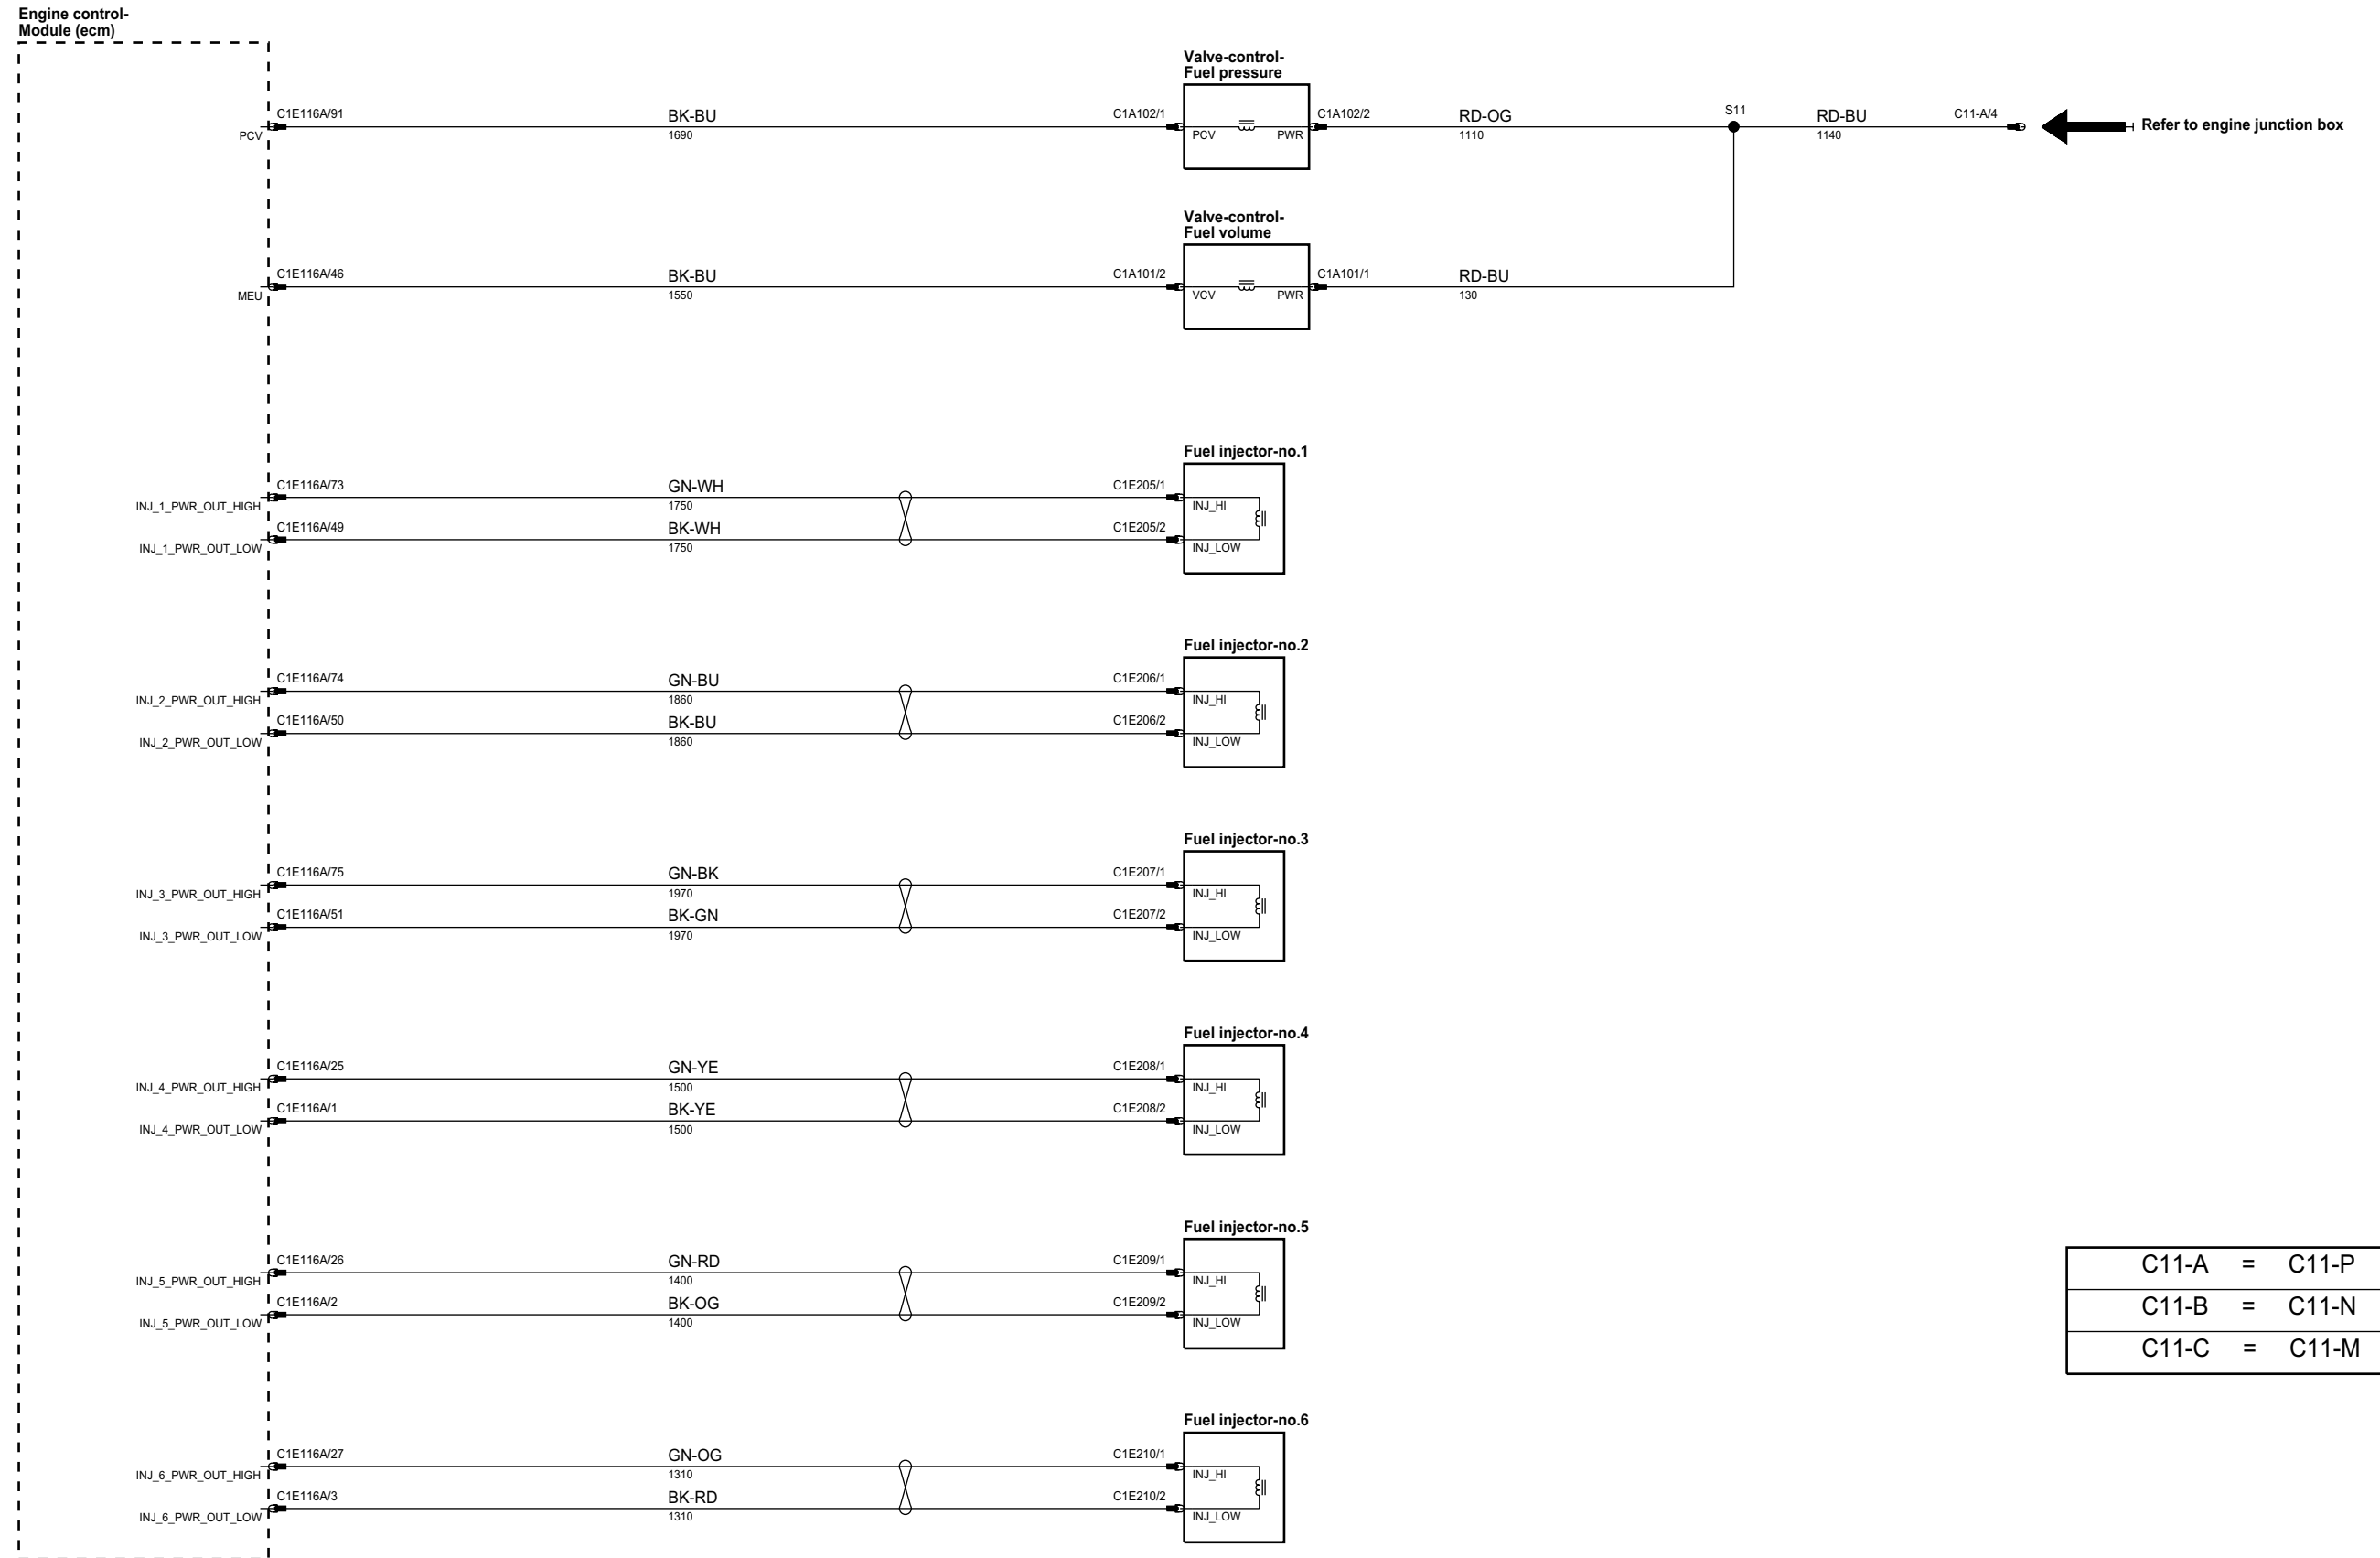 Engine control-
Module (ecm)
Valve-control-
Fuel pressure
C1E116A/91 BK-BU C1A102/1 C1A102/2 RD-OG S11 RD-BU C11-A/4 Refer to engine junction box
PCV 1690 PCV PWR 1110 1140
Valve-control-
Fuel volume
C1E116A/46 BK-BU C1A101/2 C1A101/1 RD-BU
MEU 1550 VCV PWR 130
Fuel injector-no.1
C1E116A/73 GN-WH C1E205/1
INJ_1_PWR_OUT_HIGH 1750 INJ_HI
C1E116A/49 BK-WH C1E205/2
INJ_1_PWR_OUT_LOW 1750 INJ_LOW
Fuel injector-no.2
C1E116A/74 GN-BU C1E206/1
INJ_2_PWR_OUT_HIGH 1860 INJ_HI
C1E116A/50 BK-BU C1E206/2
INJ_2_PWR_OUT_LOW 1860 INJ_LOW
Fuel injector-no.3
C1E116A/75 GN-BK C1E207/1
INJ_3_PWR_OUT_HIGH 1970 INJ_HI
C1E116A/51 BK-GN C1E207/2
INJ_3_PWR_OUT_LOW 1970 INJ_LOW
Fuel injector-no.4
C1E116A/25 GN-YE C1E208/1
INJ_4_PWR_OUT_HIGH 1500 INJ_HI
C1E116A/1 BK-YE C1E208/2
INJ_4_PWR_OUT_LOW 1500 INJ_LOW
Fuel injector-no.5
C1E116A/26 GN-RD C1E209/1
INJ_5_PWR_OUT_HIGH 1400 INJ_HI
C1E116A/2 BK-OG C1E209/2
INJ_5_PWR_OUT_LOW 1400 INJ_LOW
C11-A = C11-P
C11-B = C11-N
C11-C = C11-M
Fuel injector-no.6
C1E116A/27 GN-OG C1E210/1
INJ_6_PWR_OUT_HIGH 1310 INJ_HI
C1E116A/3 BK-RD C1E210/2
INJ_6_PWR_OUT_LOW 1310 INJ_LOW